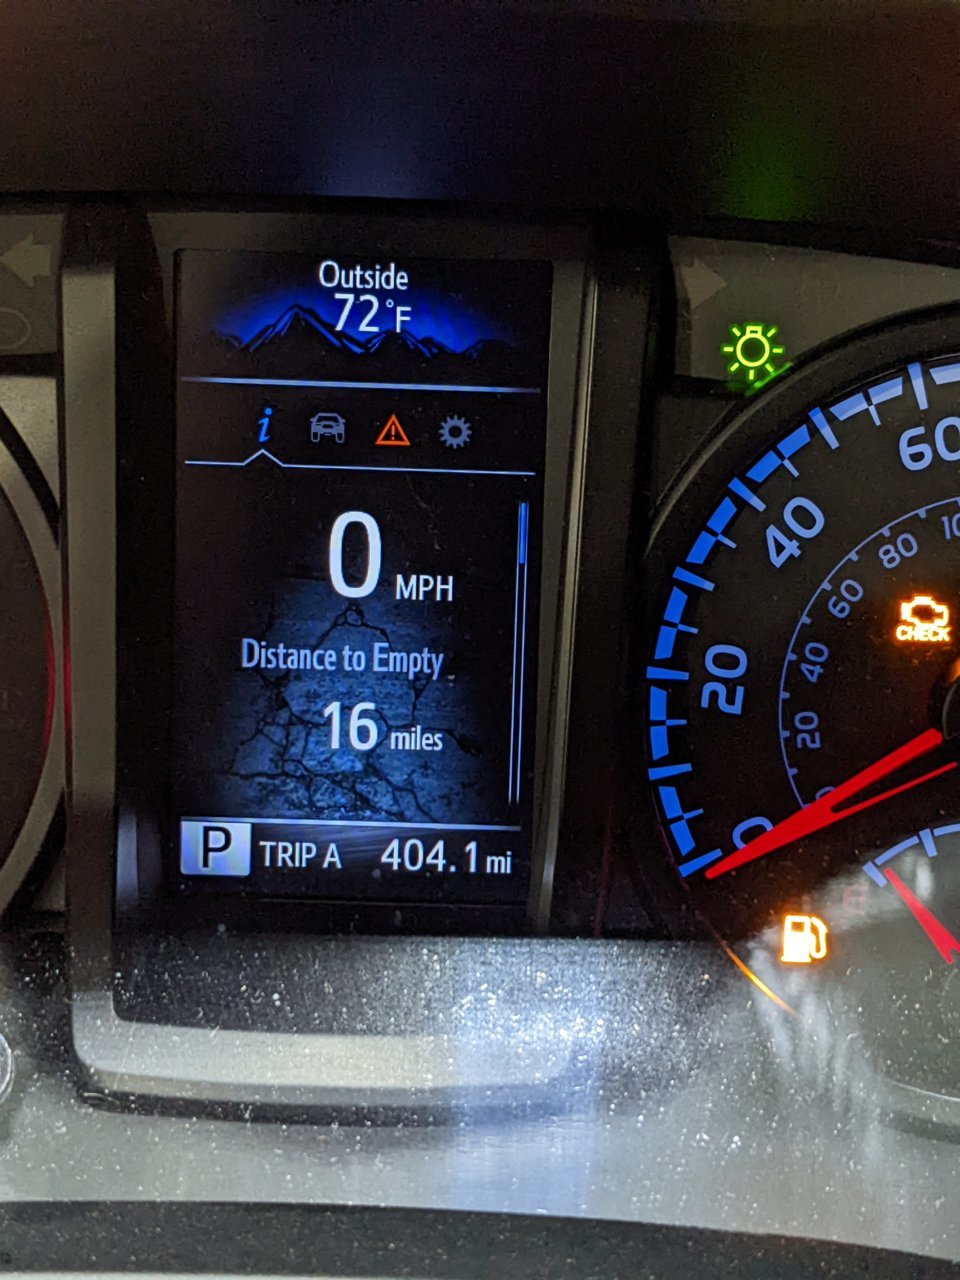 Outside
72°F
i
0 MPH
Distance to Empty
16 miles
P TRIP A 404.1 mi
60
40
20
0
80
60
40
20
CHECK